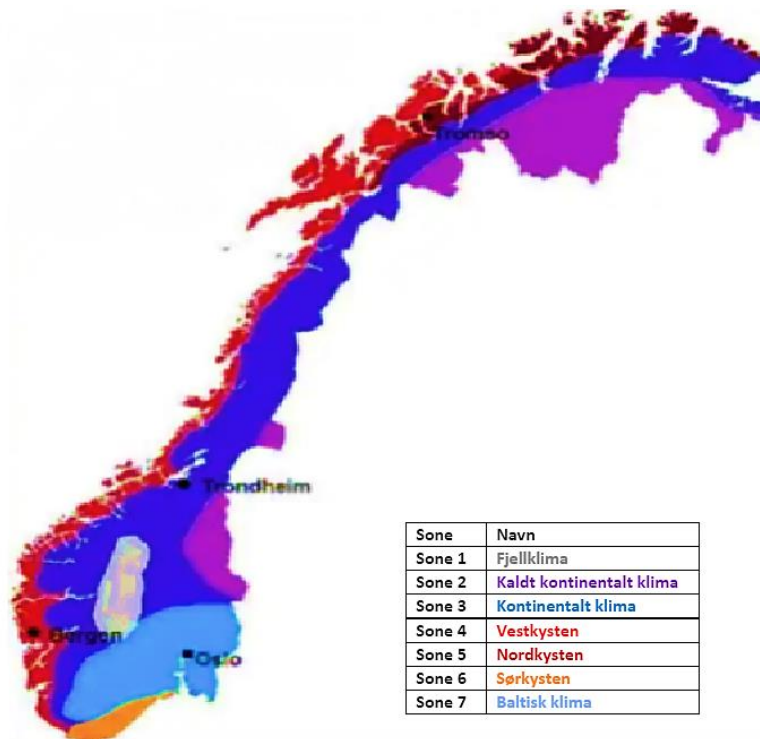 Tromsø
Trondheim
Bergen
Oslo
Sone Navn
Sone 1 Fjellklima
Sone 2 Kaldt kontinentalt klima
Sone 3 Kontinentalt klima
Sone 4 Vestkysten
Sone 5 Nordkysten
Sone 6 Sørkysten
Sone 7 Baltisk klima